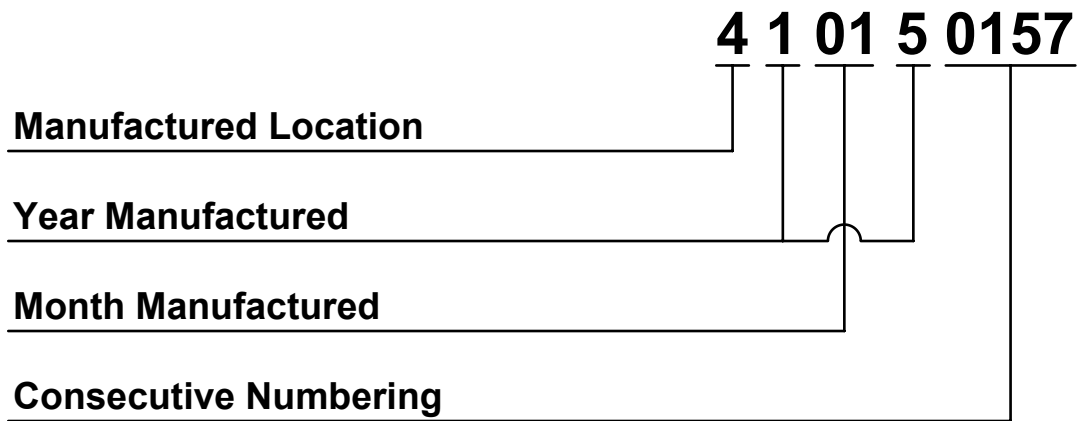 4 1 01 5 0157
Manufactured Location
Year Manufactured
Month Manufactured
Consecutive Numbering